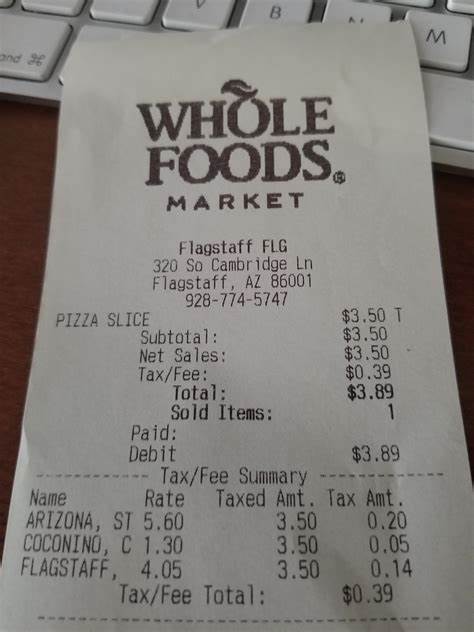 V
B
N
M
and ⌘
WHOLE
FOODS®
MARKET
Flagstaff FLG
320 So Cambridge Ln
Flagstaff, AZ 86001
928-774-5747
PIZZA SLICE $3.50 T
Subtotal: $3.50
Net Sales: $3.50
Tax/Fee: $0.39
Total: $3.89
Sold Items: 1
Paid:
Debit $3.89
Tax/Fee Summary
Name Rate Taxed Amt. Tax Amt.
ARIZONA, ST 5.60 3.50 0.20
COCONINO, C 1.30 3.50 0.05
FLAGSTAFF, 4.05 3.50 0.14
Tax/Fee Total: $0.39